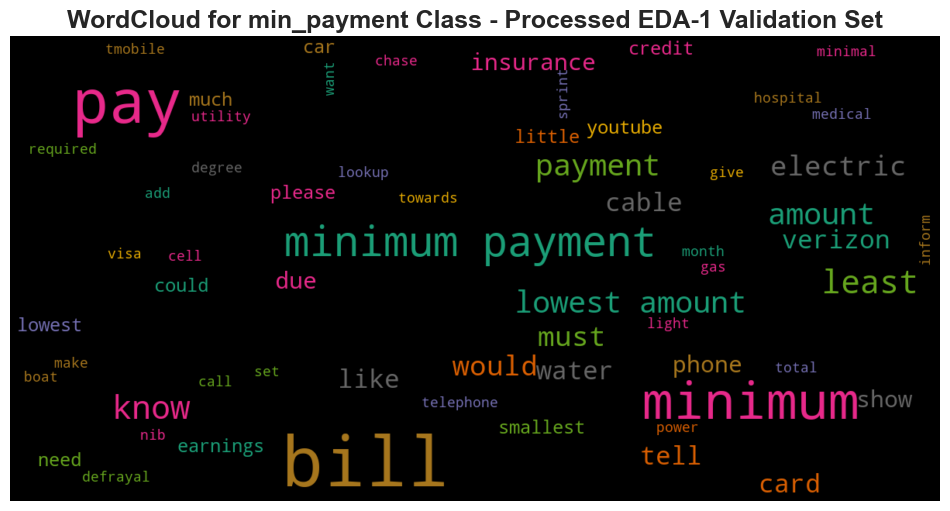 WordCloud for min_payment Class - Processed EDA-1 Validation Set
tmobile
car
chase
want
insurance
credit
minimal
pay
much
utility
sprint
hospital
medical
little
youtube
required
degree
lookup
payment
give
electric
add
please
towards
cable
amount
verizon
minimum payment
month
inform
visa
cell
gas
could
due
least
lowest amount
lowest
light
must
make
boat
call
set
like
would
water
phone
total
know
telephone
minimum
show
nib
earnings
bill
smallest
power
need
defrayal
tell
card